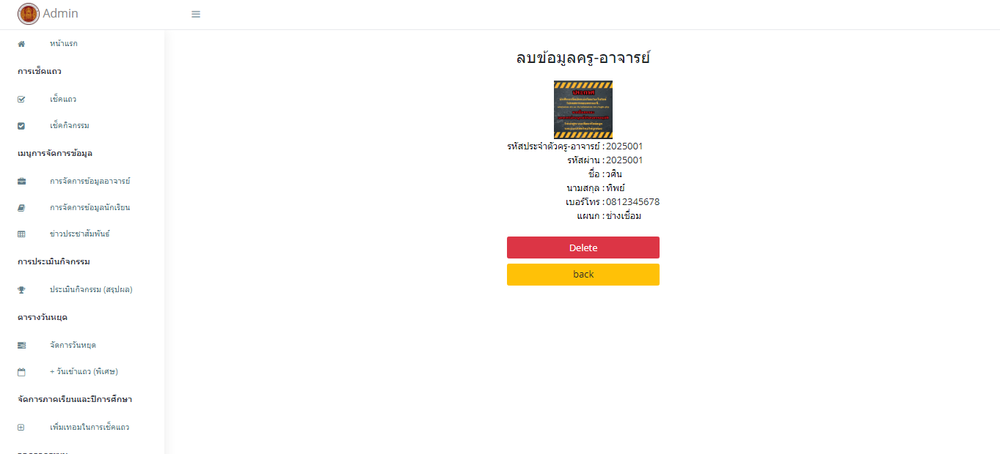 Admin
หน้าแรก
การเช็คแถว
เช็คแถว
เช็คกิจกรรม
เมนูการจัดการข้อมูล
การจัดการข้อมูลอาจารย์
การจัดการข้อมูลนักเรียน
ข่าวประชาสัมพันธ์
การประเมินกิจกรรม
ประเมินกิจกรรม (สรุปผล)
ตารางวันหยุด
จัดการวันหยุด
+ วันเข้าแถว (พิเศษ)
จัดการภาคเรียนและปีการศึกษา
เพิ่มเทอมในการเช็คแถว
ลบข้อมูลครู-อาจารย์
ประกาศ
รหัสประจำตัวครู-อาจารย์ : 2025001
รหัสผ่าน : 2025001
ชื่อ : วศิน
นามสกุล : ทิพย์
เบอร์โทร : 0812345678
แผนก : ช่างเชื่อม
Delete
back